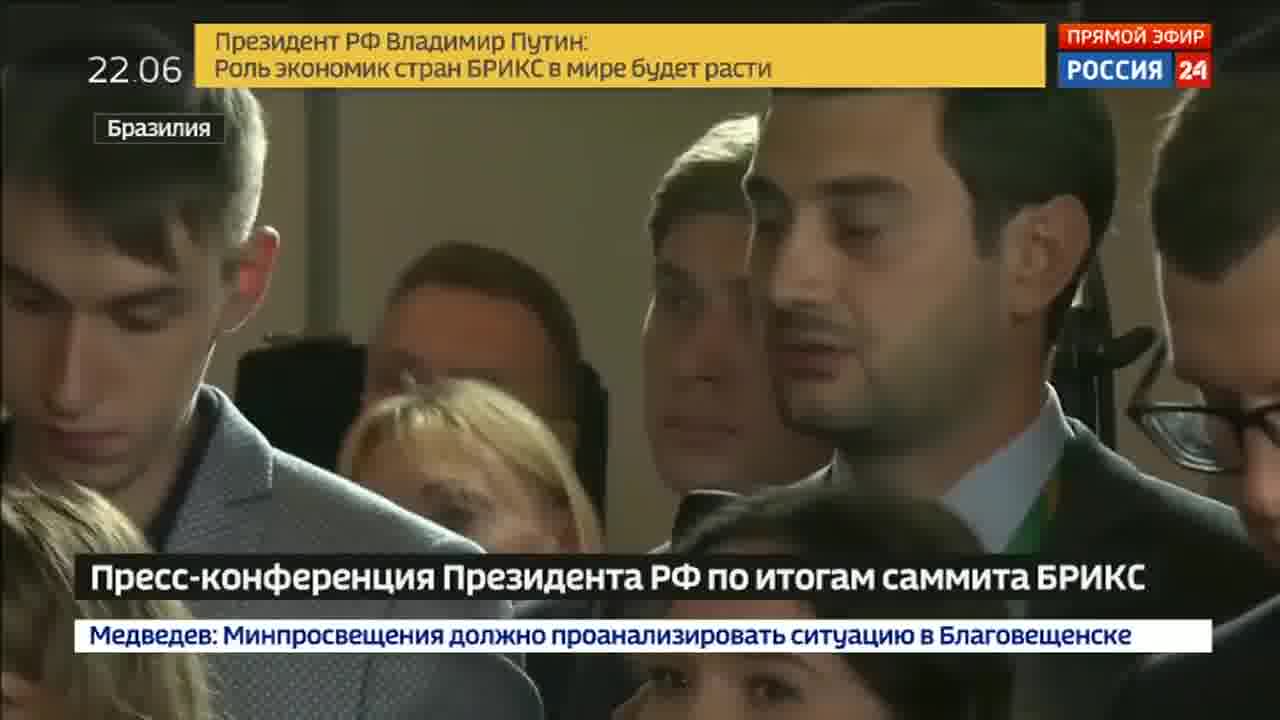 22.06
Президент РФ Владимир Путин:
Роль экономик стран БРИКС в мире будет расти
ПРЯМОЙ ЭФИР
РОССИЯ 24
Бразилия
Пресс-конференция Президента РФ по итогам саммита БРИКС
Медведев: Минпросвещения должно проанализировать ситуацию в Благовещенске